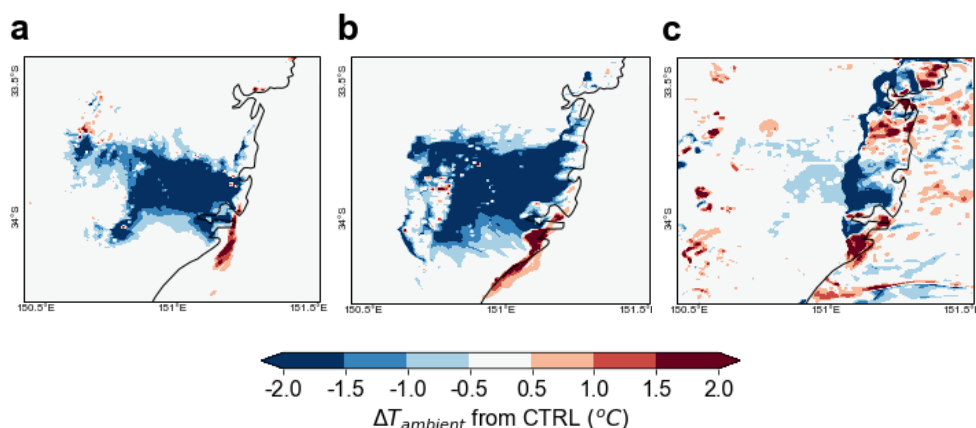 a b c
33.5°S 33.5°S 33.5°S
34°S 34°S 34°S
150.5°E 151°E 151.5°E 150.5°E 151°E 151.5°E 150.5°E 151°E 151.5°
-2.0 -1.5 -1.0 -0.5 0.5 1.0 1.5 2.0
ΔT_ambient from CTRL (°C)